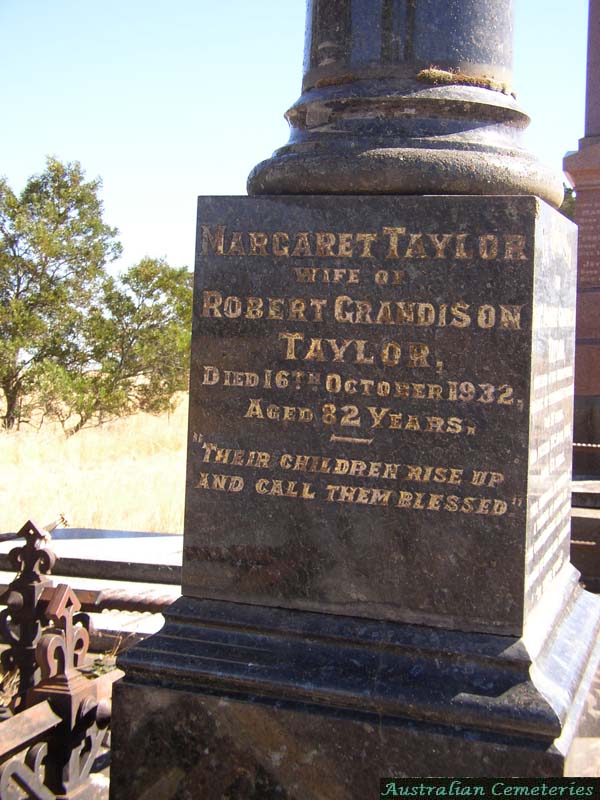 MARGARET TAYLOR
WIFE OF
ROBERT GRANDISON
TAYLOR,
DIED 16TH OCTOBER 1932,
AGED 82 YEARS,
"THEIR CHILDREN RISE UP
AND CALL THEM BLESSED"
Australian Cemeteries